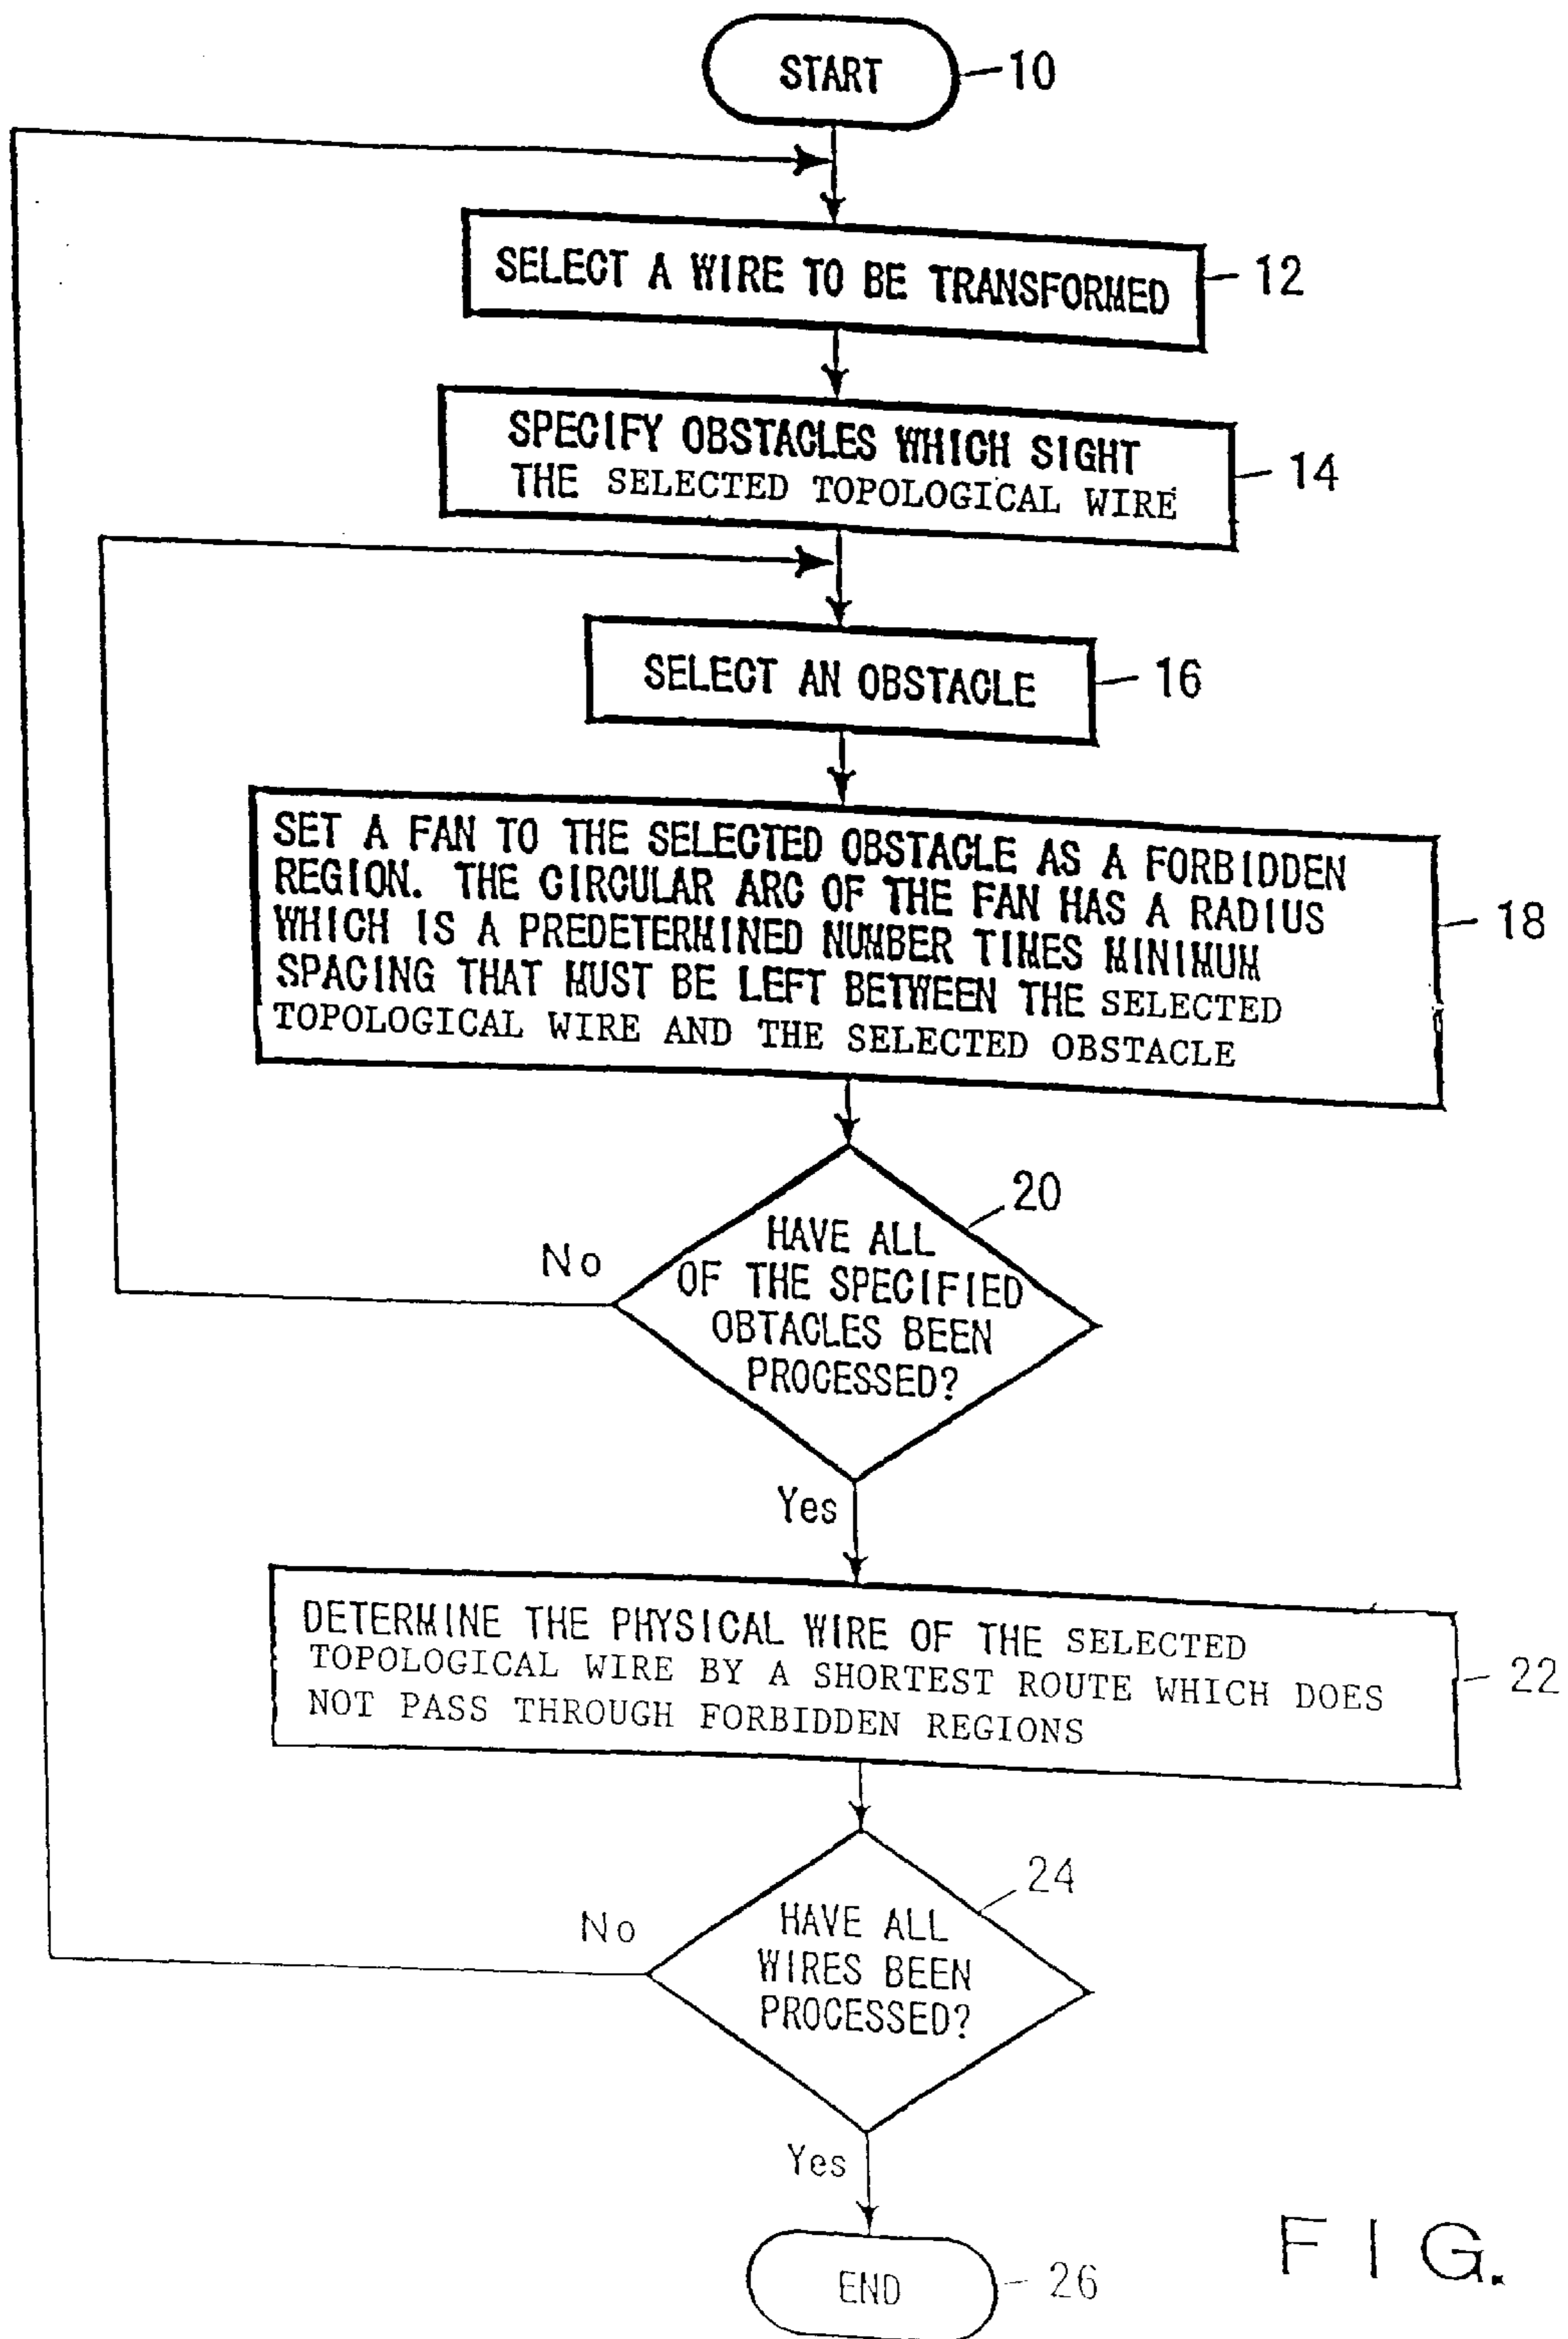 START
10
SELECT A WIRE TO BE TRANSFORMED
12
SPECIFY OBSTACLES WHICH SIGHT
THE SELECTED TOPOLOGICAL WIRE
14
SELECT AN OBSTACLE
16
SET A FAN TO THE SELECTED OBSTACLE AS A FORBIDDEN
REGION. THE CIRCULAR ARC OF THE FAN HAS A RADIUS
WHICH IS A PREDETERMINED NUMBER TIMES MINIMUM
SPACING THAT MUST BE LEFT BETWEEN THE SELECTED
TOPOLOGICAL WIRE AND THE SELECTED OBSTACLE
18
20
HAVE ALL
OF THE SPECIFIED
OBTACLES BEEN
PROCESSED?
No
Yes
DETERMINE THE PHYSICAL WIRE OF THE SELECTED
TOPOLOGICAL WIRE BY A SHORTEST ROUTE WHICH DOES
NOT PASS THROUGH FORBIDDEN REGIONS
22
24
HAVE ALL
WIRES BEEN
PROCESSED?
No
Yes
END
26
FIG.